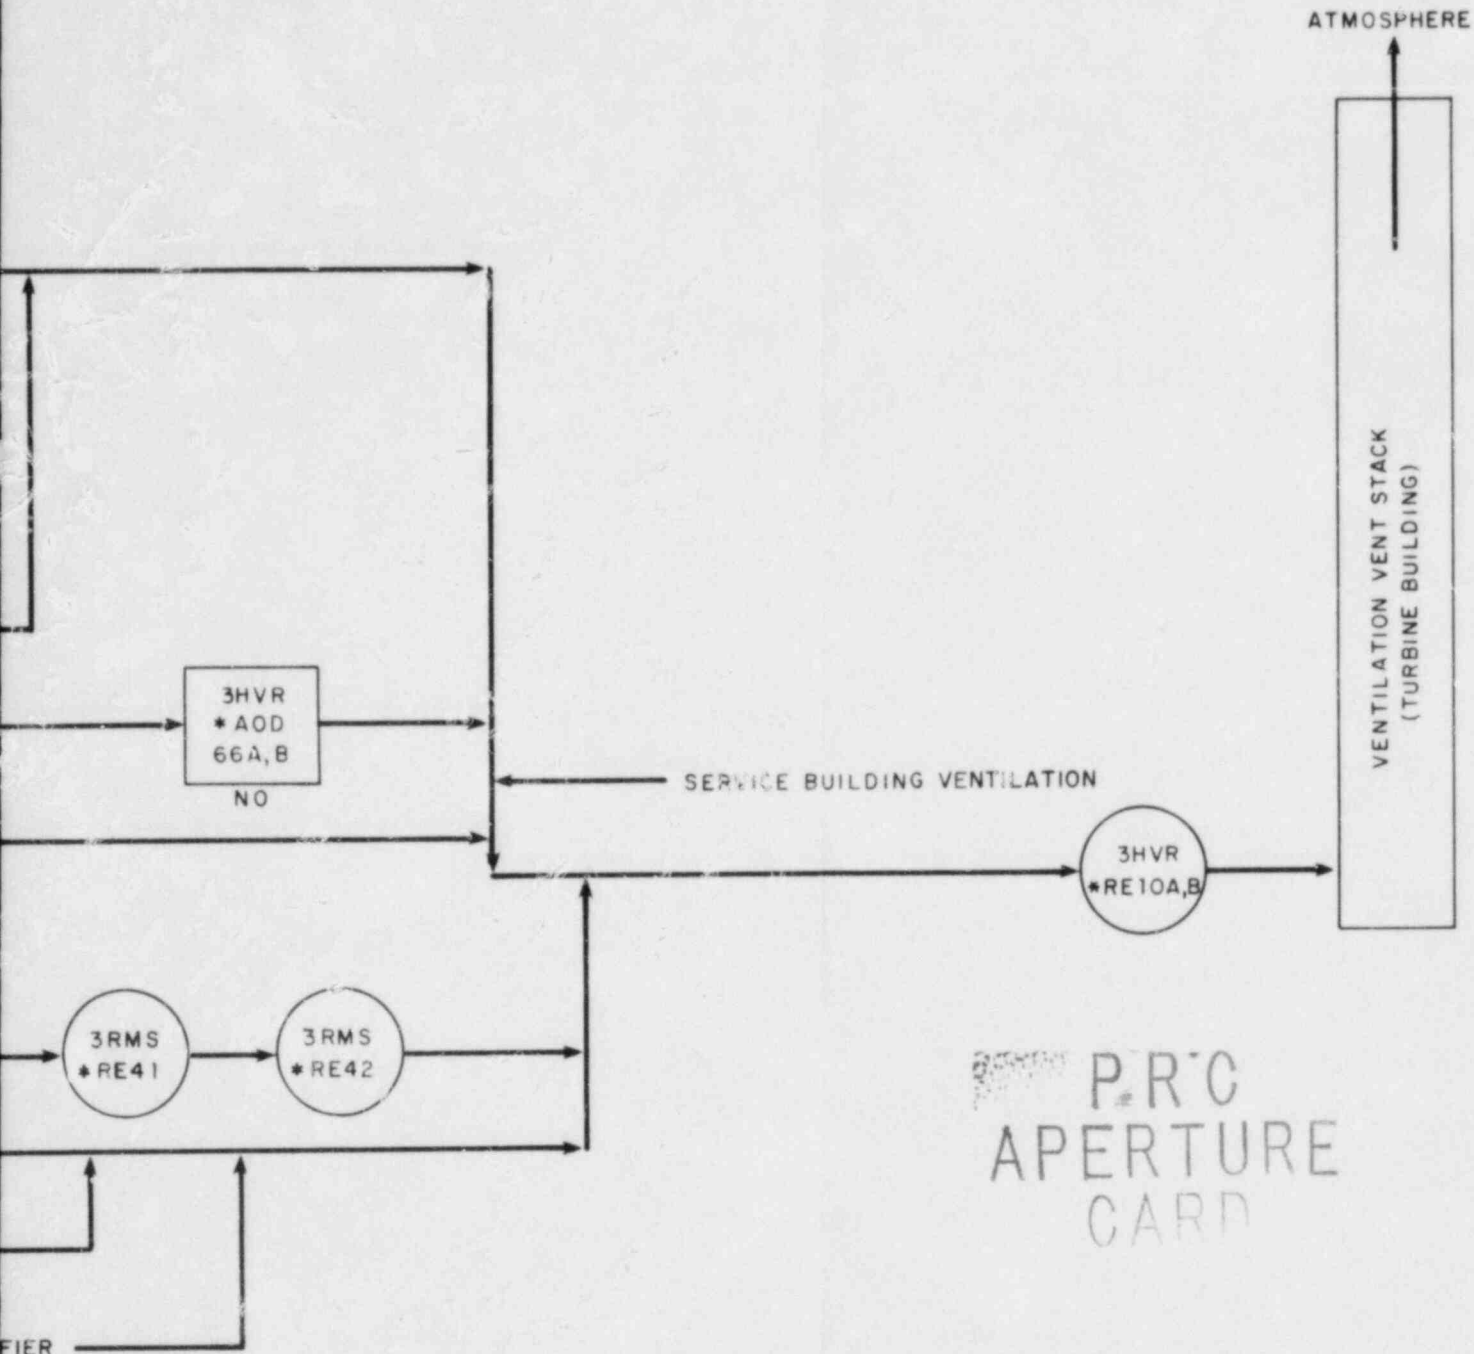 ATMOSPHERE
VENTILATION VENT STACK
(TURBINE BUILDING)
3HVR
* AOD
66A,B
NO
SERVICE BUILDING VENTILATION
3HVR
*RE10A,B
3RMS
*RE41
3RMS
*RE42
APERTURE
CARD
FIER